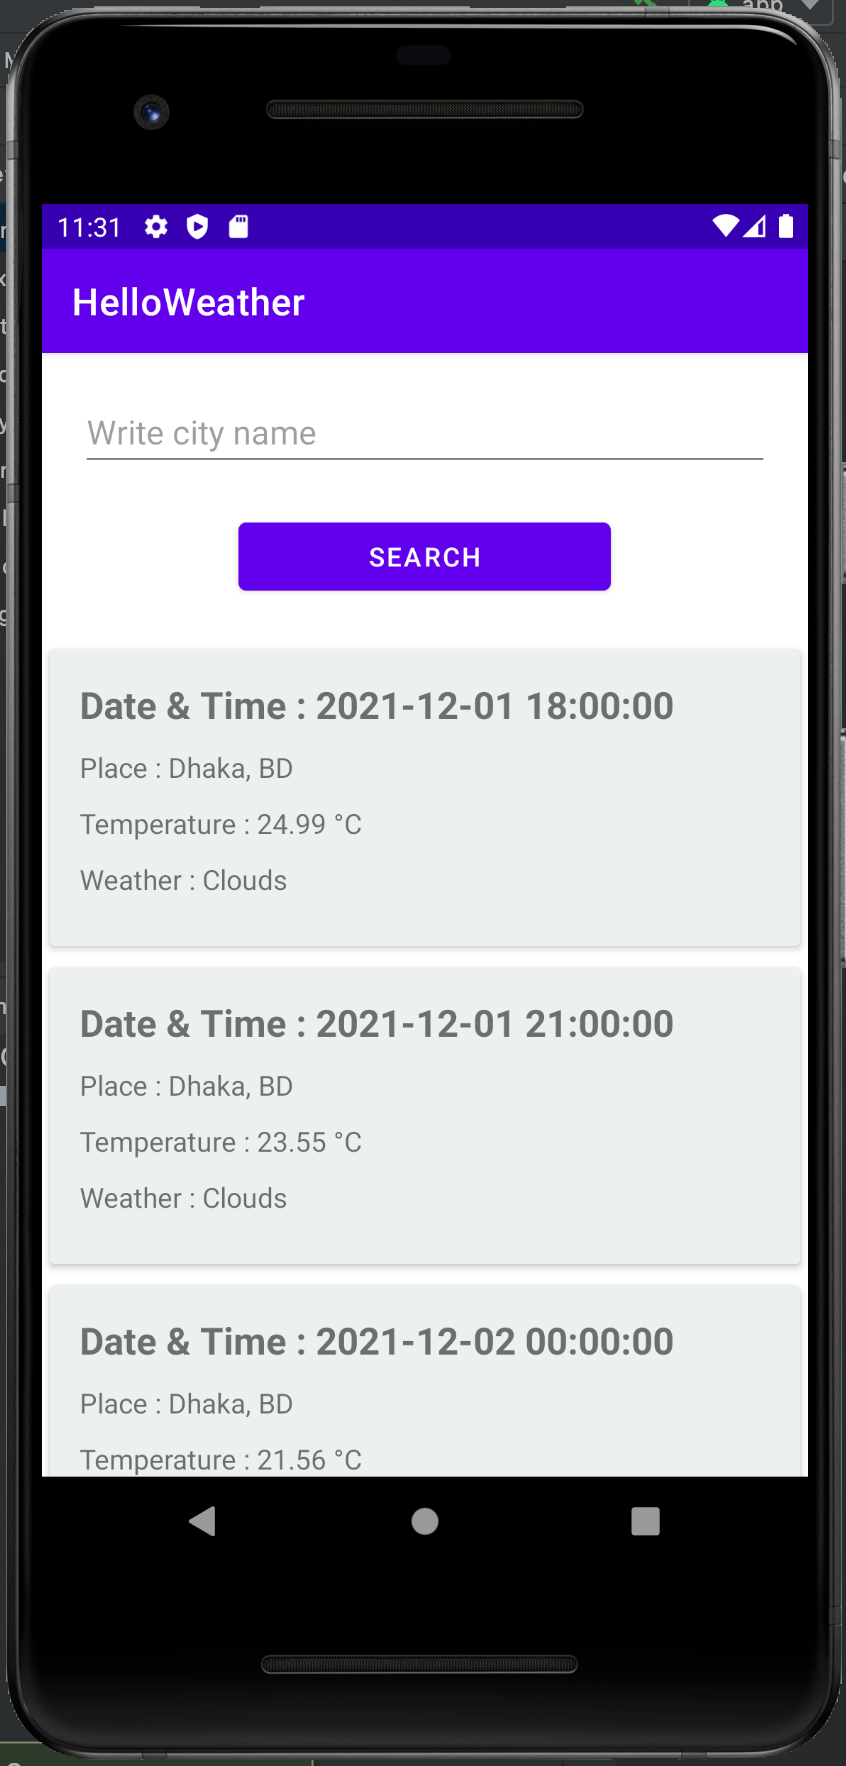 app
11:31
HelloWeather
Write city name
SEARCH
Date & Time : 2021-12-01 18:00:00
Place : Dhaka, BD
Temperature : 24.99 °C
Weather : Clouds
Date & Time : 2021-12-01 21:00:00
Place : Dhaka, BD
Temperature : 23.55 °C
Weather : Clouds
Date & Time : 2021-12-02 00:00:00
Place : Dhaka, BD
Temperature : 21.56 °C